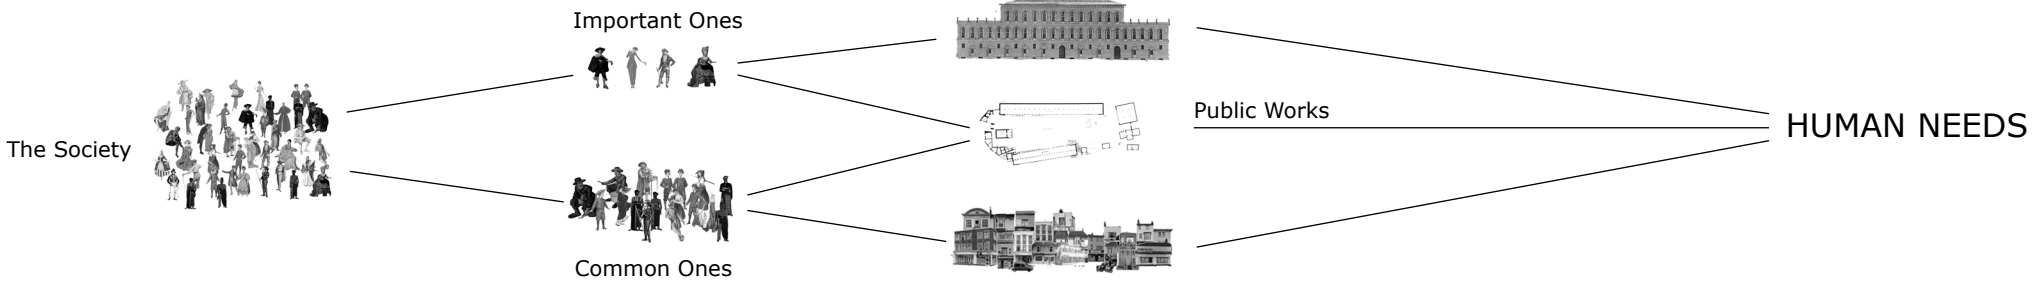 The Society
Important Ones
Common Ones
Public Works
HUMAN NEEDS